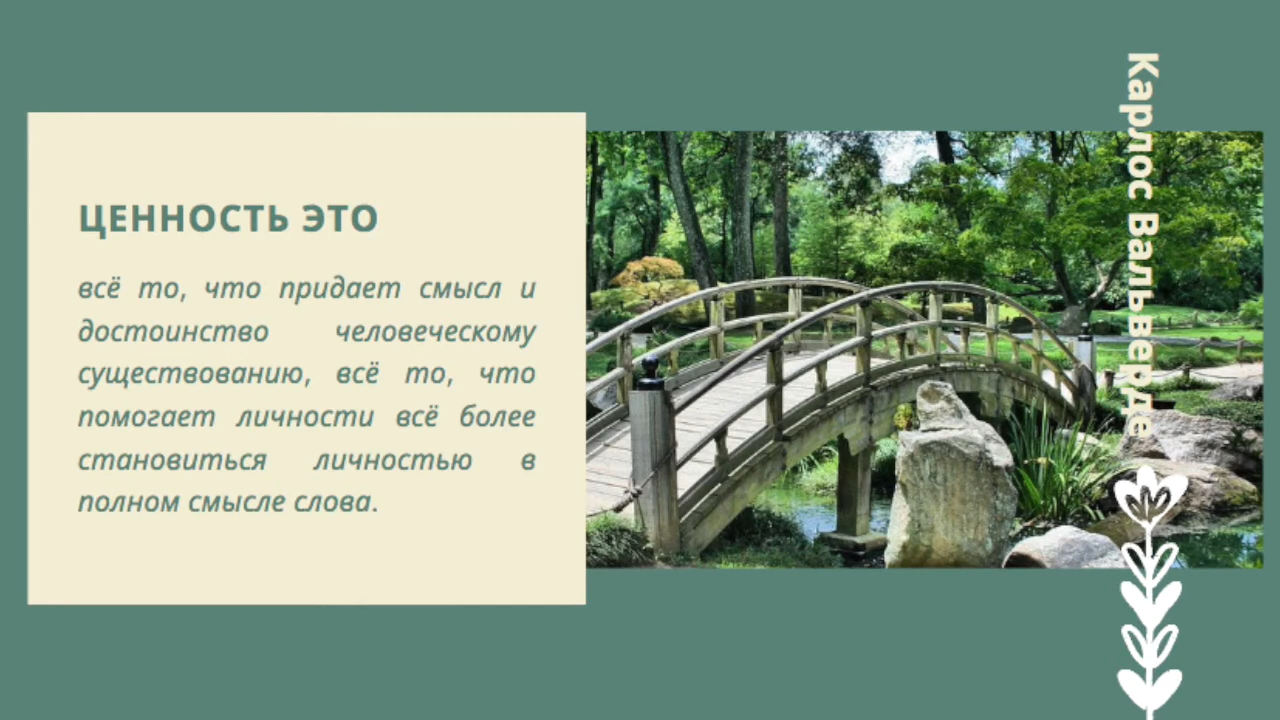 ЦЕННОСТЬ ЭТО
всё то, что придает смысл и
достоинство человеческому
существованию, всё то, что
помогает личности всё более
становиться личностью в
полном смысле слова.
Карлос Вальверде